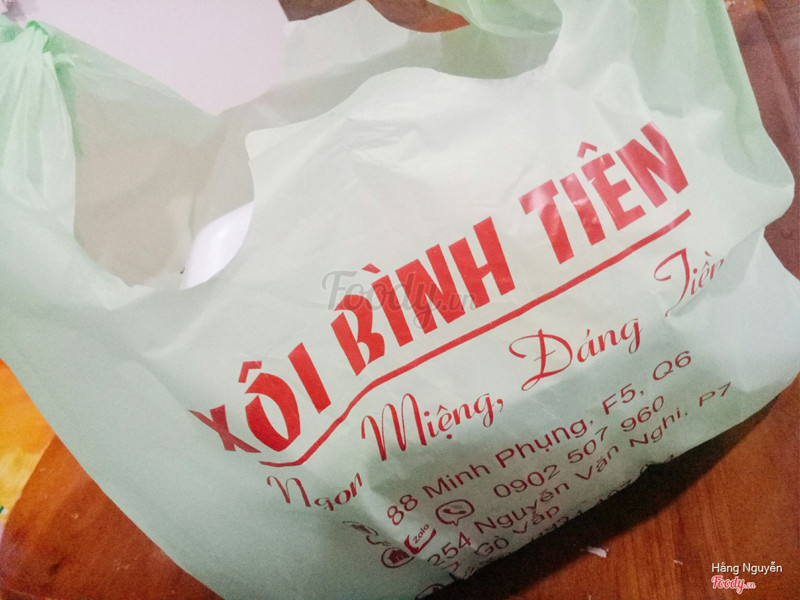 XÔI BÌNH TIÊN
Ngon Miệng, Đáng Tiền
88 Minh Phụng, F5, Q6
0902 507 960
Zalo
254 Nguyễn Văn Nghi, P7
Gò Vấp
Foody.vn
Hằng Nguyễn
Foody.vn